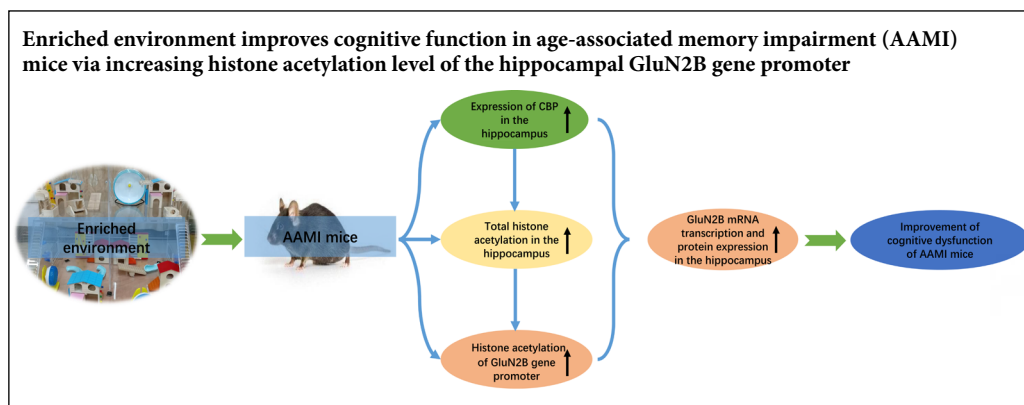 Enriched environment improves cognitive function in age-associated memory impairment (AAMI)
mice via increasing histone acetylation level of the hippocampal GluN2B gene promoter
Expression of CBP
in the
hippocampus
Enriched
environment
AAMI mice
Total histone
acetylation in the
hippocampus
Histone acetylation
of GluN2B gene
promoter
GluN2B mRNA
transcription and
protein expression
in the hippocampus
Improvement of
cognitive dysfunction
of AAMI mice